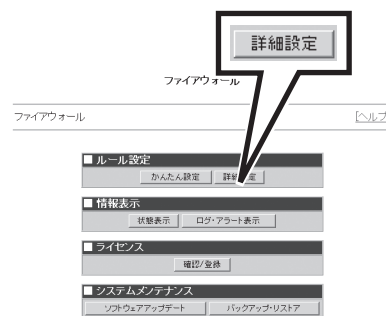 詳細設定
ファイアウォール
ファイアウォール [ヘルプ
■ ルール設定
かんたん設定 詳細設定
■ 情報表示
状態表示 ログ・アラート表示
■ ライセンス
確認/登録
■ システムメンテナンス
ソフトウェアアップデート バックアップ・リストア